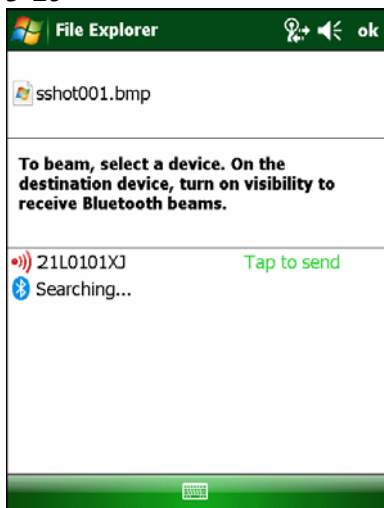 File Explorer ok
sshot001.bmp
To beam, select a device. On the
destination device, turn on visibility to
receive Bluetooth beams.
21L0101XJ Tap to send
Searching...